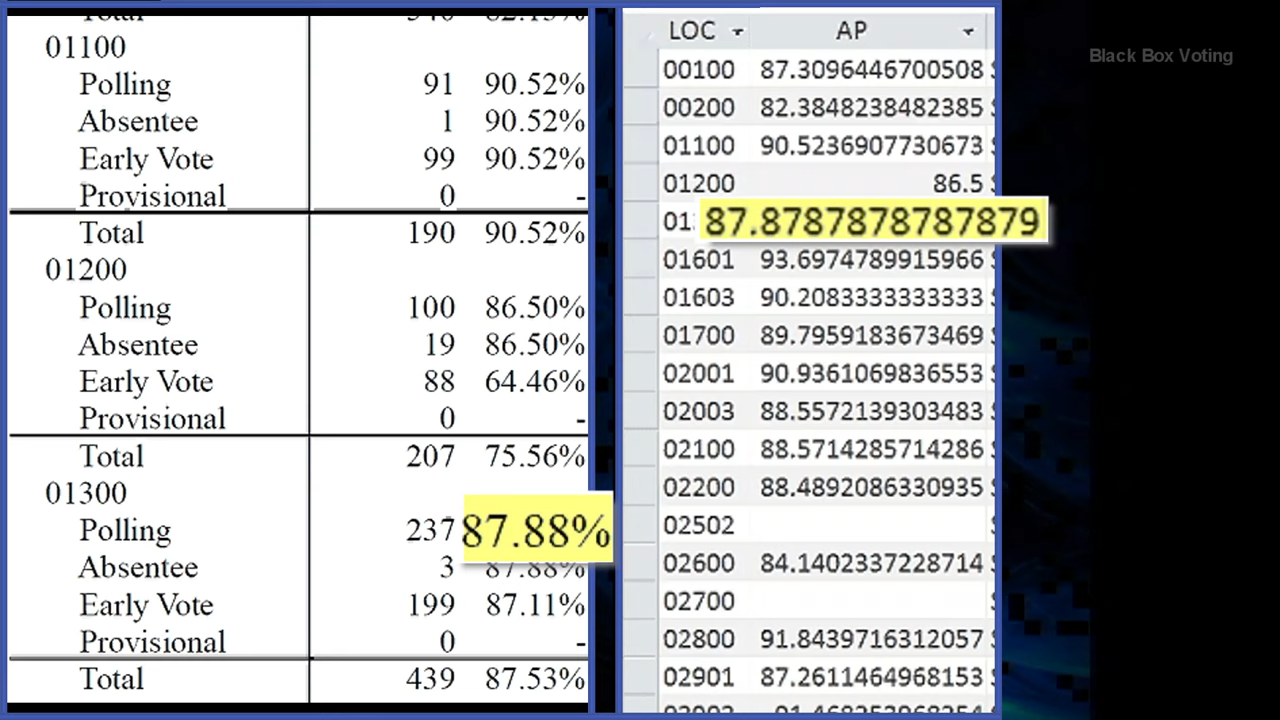 Total 82.15%
01100
Polling 91 90.52%
Absentee 1 90.52%
Early Vote 99 90.52%
Provisional 0 -
Total 190 90.52%
01200
Polling 100 86.50%
Absentee 19 86.50%
Early Vote 88 64.46%
Provisional 0 -
Total 207 75.56%
01300
Polling 237 87.88%
Absentee 3 87.88%
Early Vote 199 87.11%
Provisional 0 -
Total 439 87.53%
LOC AP
00100 87.3096446700508
00200 82.3848238482385
01100 90.5236907730673
01200 86.5
87.8787878787879
01601 93.6974789915966
01603 90.2083333333333
01700 89.7959183673469
02001 90.9361069836553
02003 88.5572139303483
02100 88.5714285714286
02200 88.4892086330935
02502
02600 84.1402337228714
02700
02800 91.8439716312057
02901 87.2611464968153
Black Box Voting